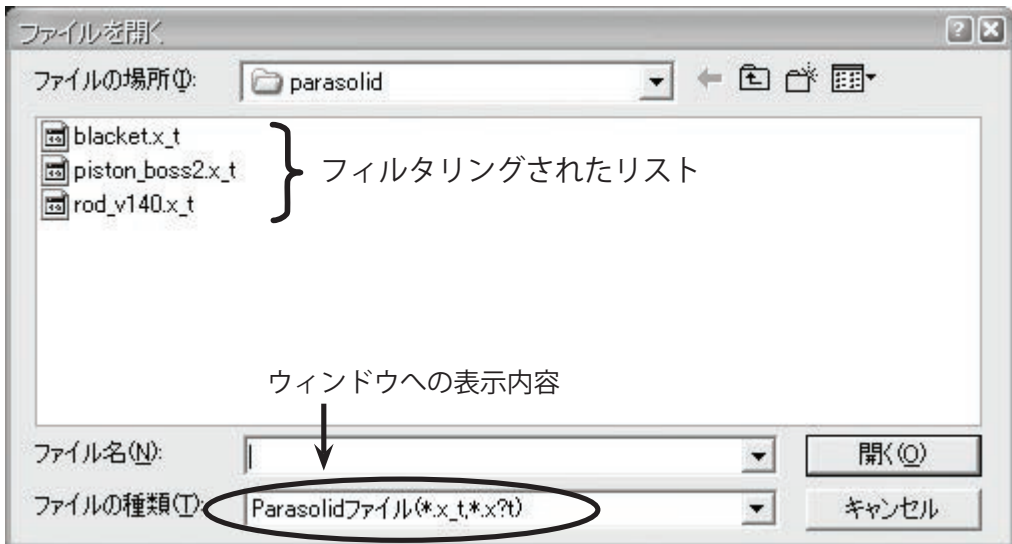 ファイルを開く
ファイルの場所(I):
parasolid
blacket.x_t
piston_boss2.x_t
rod_v140.x_t
フィルタリングされたリスト
ウィンドウへの表示内容
ファイル名(N):
開く(O)
ファイルの種類(T):
Parasolidファイル(*.x_t,*.x?t)
キャンセル